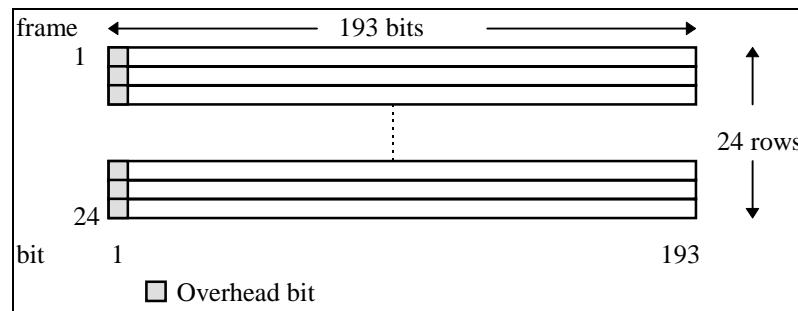 frame
193 bits
1
24 rows
24
bit
1
193
Overhead bit